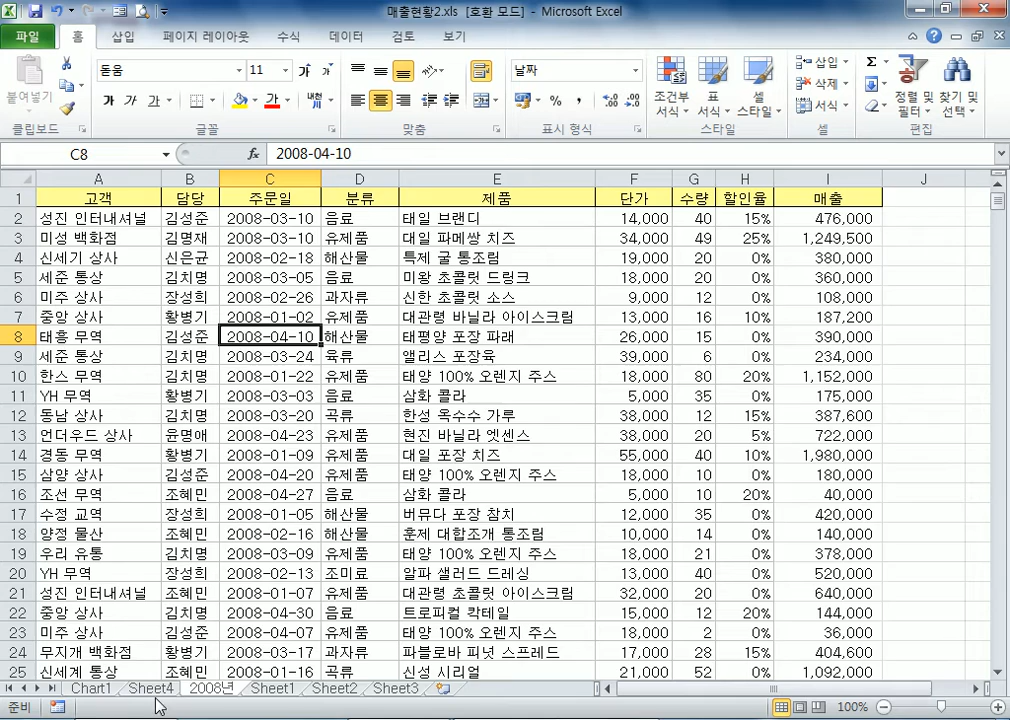 매출현황2.xls [호환 모드] - Microsoft Excel
파일 홈 삽입 페이지 레이아웃 수식 데이터 검토 보기
붙여넣기 돋움 11 가 가 날짜 조건부 서식 표 서식 셀 스타일 삽입 삭제 서식 Σ 정렬 및 필터 찾기 및 선택
가 가 가 가 내천 % ,
클립보드 글꼴 맞춤 표시 형식 스타일 셀 편집
C8 fx 2008-04-10
A B C D E F G H I J
1 고객 담당 주문일 분류 제품 단가 수량 할인율 매출
2 성진 인터내셔널 김성준 2008-03-10 음료 태일 브랜디 14,000 40 15% 476,000
3 미성 백화점 김명재 2008-03-10 유제품 대일 파메쌍 치즈 34,000 49 25% 1,249,500
4 신세기 상사 신은균 2008-02-18 해산물 특제 굴 통조림 19,000 20 0% 380,000
5 세준 통상 김치명 2008-03-05 음료 미왕 초콜릿 드링크 18,000 20 0% 360,000
6 미주 상사 장성희 2008-02-26 과자류 신한 초콜릿 소스 9,000 12 0% 108,000
7 중앙 상사 황병기 2008-01-02 유제품 대관령 바닐라 아이스크림 13,000 16 10% 187,200
8 태흥 무역 김성준 2008-04-10 해산물 태평양 포장 파래 26,000 15 0% 390,000
9 세준 통상 김치명 2008-03-24 육류 앨리스 포장육 39,000 6 0% 234,000
10 한스 무역 김치명 2008-01-22 유제품 태양 100% 오렌지 주스 18,000 80 20% 1,152,000
11 YH 무역 황병기 2008-03-03 음료 삼화 콜라 5,000 35 0% 175,000
12 동남 상사 김치명 2008-03-20 곡류 한성 옥수수 가루 38,000 12 15% 387,600
13 언더우드 상사 윤명애 2008-04-23 유제품 현진 바닐라 엣센스 38,000 20 5% 722,000
14 경동 무역 황병기 2008-03-09 유제품 대일 포장 치즈 55,000 40 10% 1,980,000
15 삼양 상사 김성준 2008-04-20 유제품 태양 100% 오렌지 주스 18,000 10 0% 180,000
16 조선 무역 조혜민 2008-04-27 음료 삼화 콜라 5,000 10 20% 40,000
17 수정 교역 장성희 2008-01-05 해산물 버뮤다 포장 참치 12,000 35 0% 420,000
18 양정 물산 조혜민 2008-02-16 해산물 훈제 대합조개 통조림 10,000 14 0% 140,000
19 우리 유통 김치명 2008-03-09 유제품 태양 100% 오렌지 주스 18,000 21 0% 378,000
20 YH 무역 장성희 2008-02-13 조미료 알파 샐러드 드레싱 13,000 40 0% 520,000
21 성진 인터내셔널 조혜민 2008-01-07 유제품 대관령 초콜릿 아이스크림 32,000 20 0% 640,000
22 중앙 상사 김치명 2008-04-30 음료 트로피컬 칵테일 15,000 12 20% 144,000
23 미주 상사 김성준 2008-04-07 유제품 태양 100% 오렌지 주스 18,000 2 0% 36,000
24 무지개 백화점 황병기 2008-03-17 과자류 파블로바 피넛 스프레드 17,000 28 15% 404,600
25 신세계 통상 조혜민 2008-01-16 곡류 신성 시리얼 21,000 52 0% 1,092,000
Chart1 Sheet4 2008년 Sheet1 Sheet2 Sheet3
준비 100%